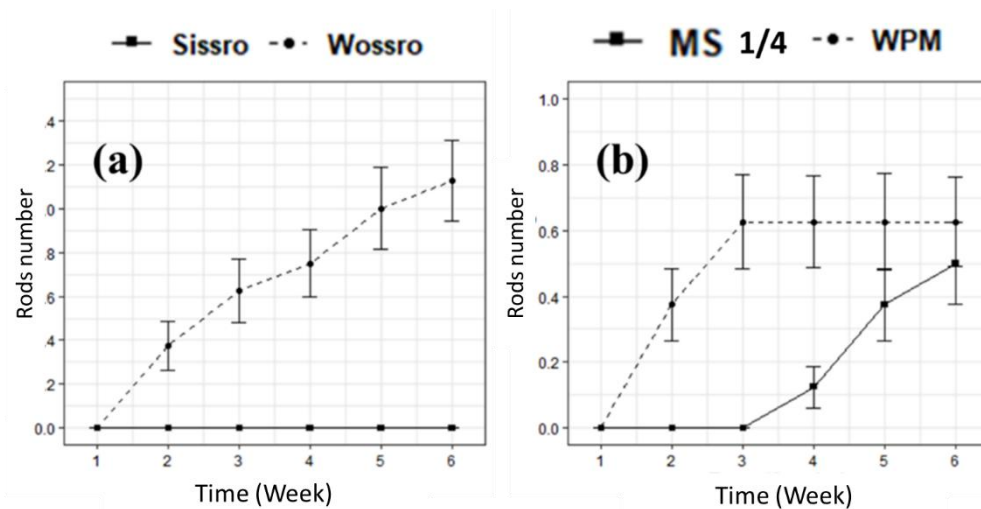 Sissro Wossro
(a)
Rods number
.4
.2
.0
.8
.6
.4
.2
0.0
1 2 3 4 5 6
Time (Week)
MS 1/4 WPM
(b)
Rods number
1.0
0.8
0.6
0.4
0.2
0.0
1 2 3 4 5 6
Time (Week)